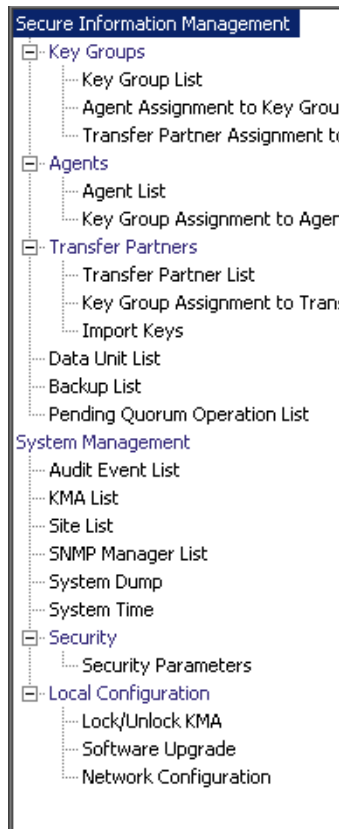 Secure Information Management
Key Groups
Key Group List
Agent Assignment to Key Grou
Transfer Partner Assignment to
Agents
Agent List
Key Group Assignment to Agen
Transfer Partners
Transfer Partner List
Key Group Assignment to Trans
Import Keys
Data Unit List
Backup List
Pending Quorum Operation List
System Management
Audit Event List
KMA List
Site List
SNMP Manager List
System Dump
System Time
Security
Security Parameters
Local Configuration
Lock/Unlock KMA
Software Upgrade
Network Configuration